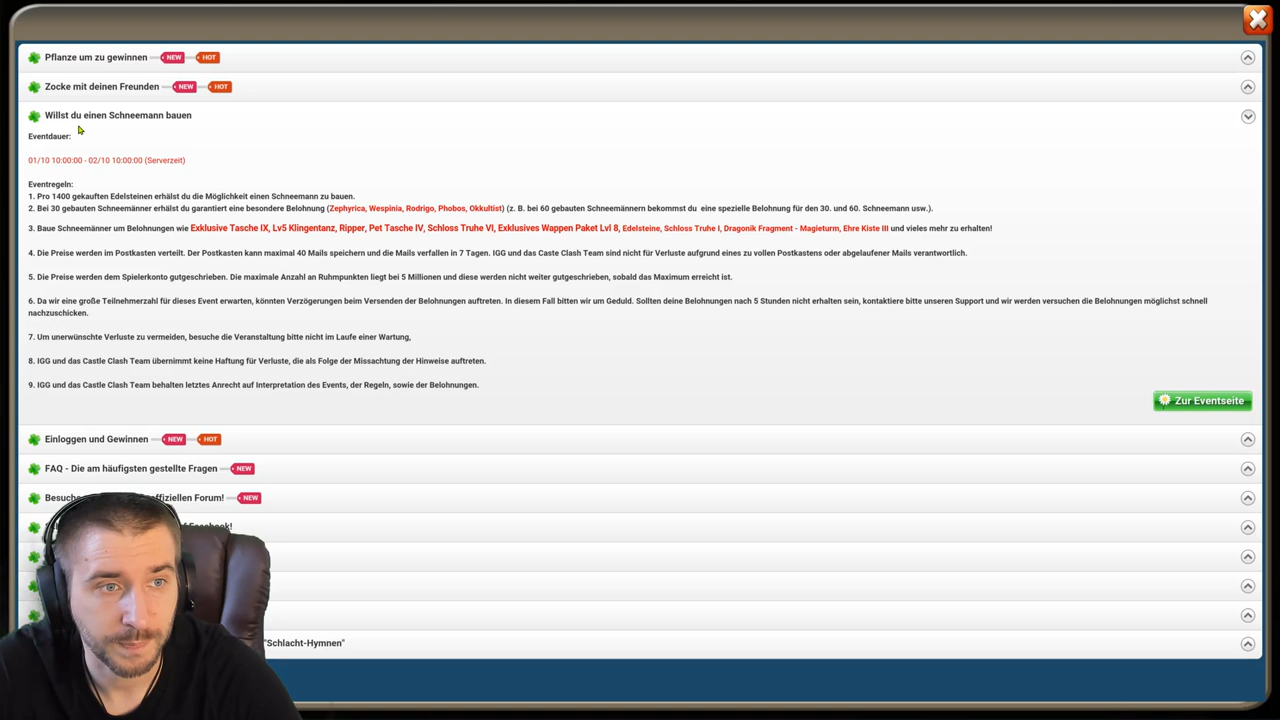 Pflanze um zu gewinnen NEW HOT
Zocke mit deinen Freunden NEW HOT
Willst du einen Schneemann bauen
Eventdauer:
01/10 10:00:00 - 02/10 10:00:00 (Serverzeit)
Eventregeln:
1. Pro 1400 gekauften Edelsteinen erhälst du die Möglichkeit einen Schneemann zu bauen.
2. Bei 30 gebauten Schneemänner erhälst du garantiert eine besondere Belohnung (Zephyrica, Wespinia, Rodrigo, Phobos, Okkultist) (z. B. bei 60 gebauten Schneemännern bekommst du eine spezielle Belohnung für den 30. und 60. Schneemann usw.).
3. Baue Schneemänner um Belohnungen wie Exklusive Tasche IX, Lv5 Klingentanz, Ripper, Pet Tasche IV, Schloss Truhe VI, Exklusives Wappen Paket Lvl 8, Edelsteine, Schloss Truhe I, Dragonik Fragment - Magieturm, Ehre Kiste III und vieles mehr zu erhalten!
4. Die Preise werden im Postkasten verteilt. Der Postkasten kann maximal 40 Mails speichern und die Mails verfallen in 7 Tagen. IGG und das Caste Clash Team sind nicht für Verluste aufgrund eines zu vollen Postkastens oder abgelaufener Mails verantworlich.
5. Die Preise werden dem Spielerkonto gutgeschrieben. Die maximale Anzahl an Ruhmpunkten liegt bei 5 Millionen und diese werden nicht weiter gutgeschrieben, sobald das Maximum erreicht ist.
6. Da wir eine große Teilnehmerzahl für dieses Event erwarten, könnten Verzögerungen beim Versenden der Belohnungen auftreten. In diesem Fall bitten wir um Geduld. Sollten deine Belohnungen nach 5 Stunden nicht erhalten sein, kontaktiere bitte unseren Support und wir werden versuchen die Belohnungen möglichst schnell
nachzuschicken.
7. Um unerwünschte Verluste zu vermeiden, besuche die Veranstaltung bitte nicht im Laufe einer Wartung,
8. IGG und das Castle Clash Team übernimmt keine Haftung für Verluste, die als Folge der Missachtung der Hinweise auftreten.
9. IGG und das Castle Clash Team behalten letztes Anrecht auf Interpretation des Events, der Regeln, sowie der Belohnungen.
Zur Eventseite
Einloggen und Gewinnen NEW HOT
FAQ - Die am häufigsten gestellte Fragen NEW
Besuche offiziellen Forum! NEW
Facebook!
"Schlacht-Hymnen"